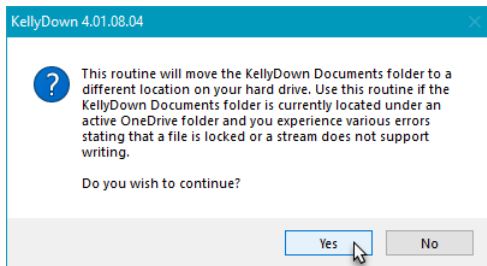 KellyDown 4.01.08.04
This routine will move the KellyDown Documents folder to a
different location on your hard drive. Use this routine if the
KellyDown Documents folder is currently located under an
active OneDrive folder and you experience various errors
stating that a file is locked or a stream does not support
writing.
Do you wish to continue?
Yes
No